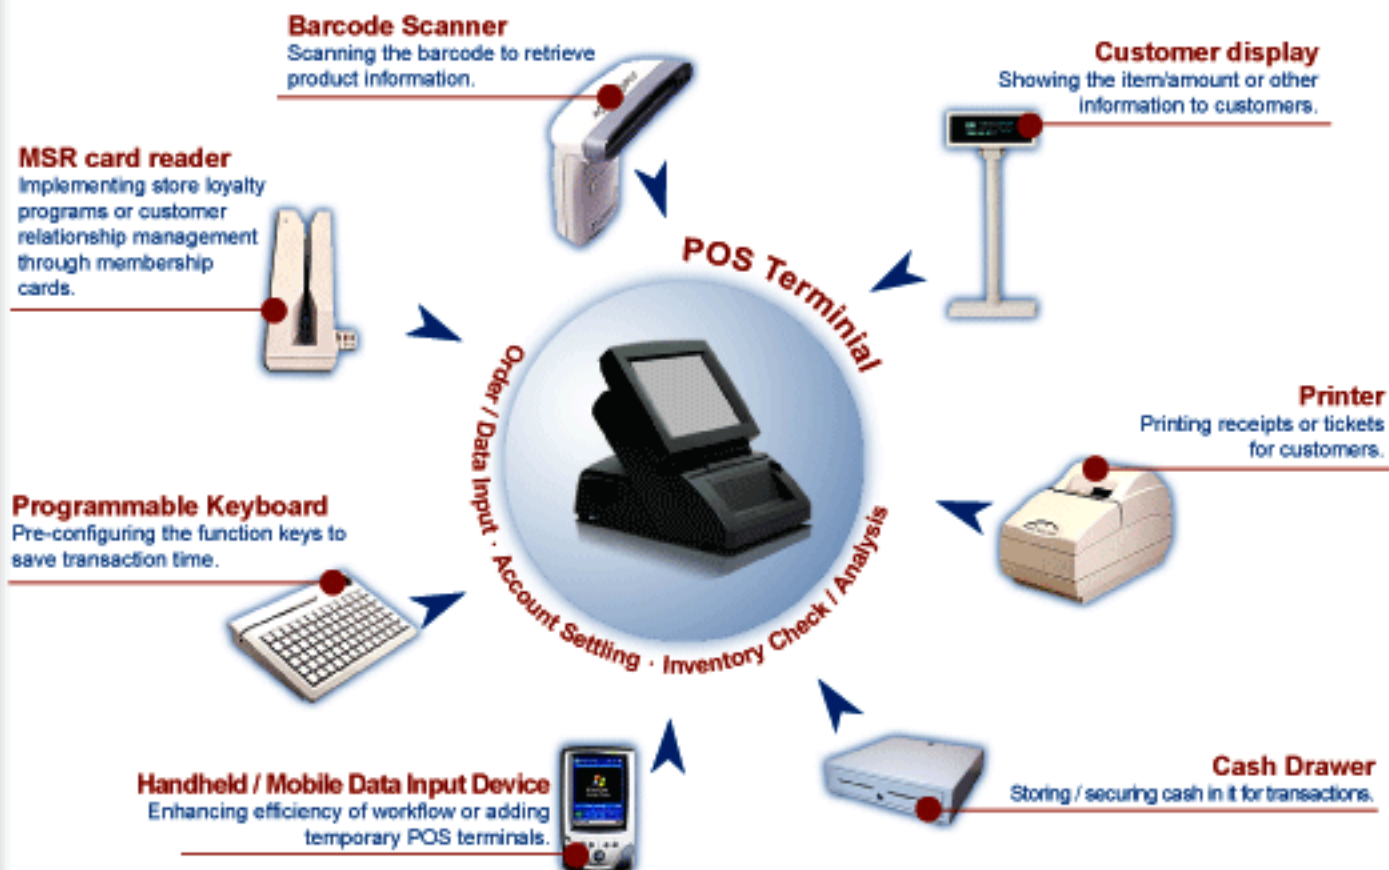 Barcode Scanner
Scanning the barcode to retrieve
product information.
Customer display
Showing the item/amount or other
information to customers.
MSR card reader
Implementing store loyalty
programs or customer
relationship management
through membership
cards.
POS Terminial
Order / Data Input · Account Settling · Inventory Check / Analysis
Printer
Printing receipts or tickets
for customers.
Programmable Keyboard
Pre-configuring the function keys to
save transaction time.
Handheld / Mobile Data Input Device
Enhancing efficiency of workflow or adding
temporary POS terminals.
Cash Drawer
Storing / securing cash in it for transactions.